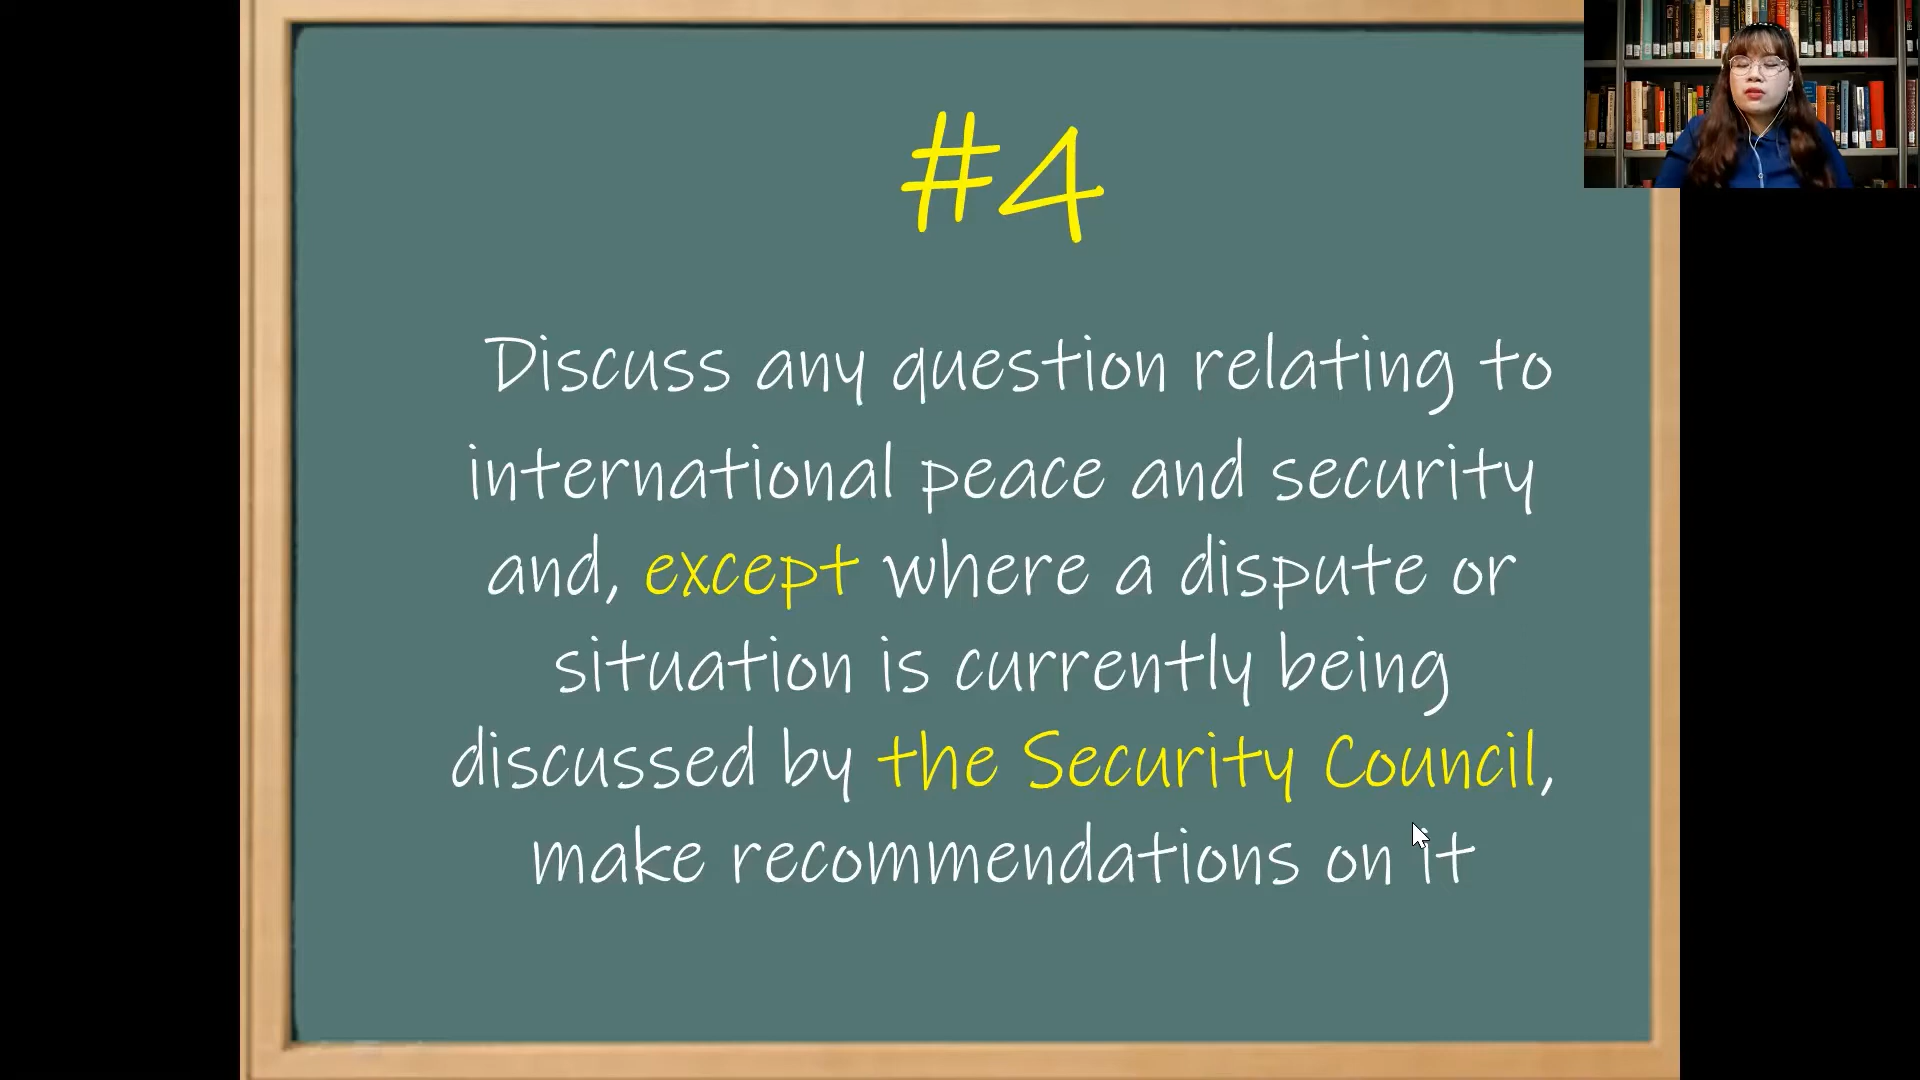 #4
Discuss any question relating to
international peace and security
and, except where a dispute or
situation is currently being
discussed by the Security Council,
make recommendations on it